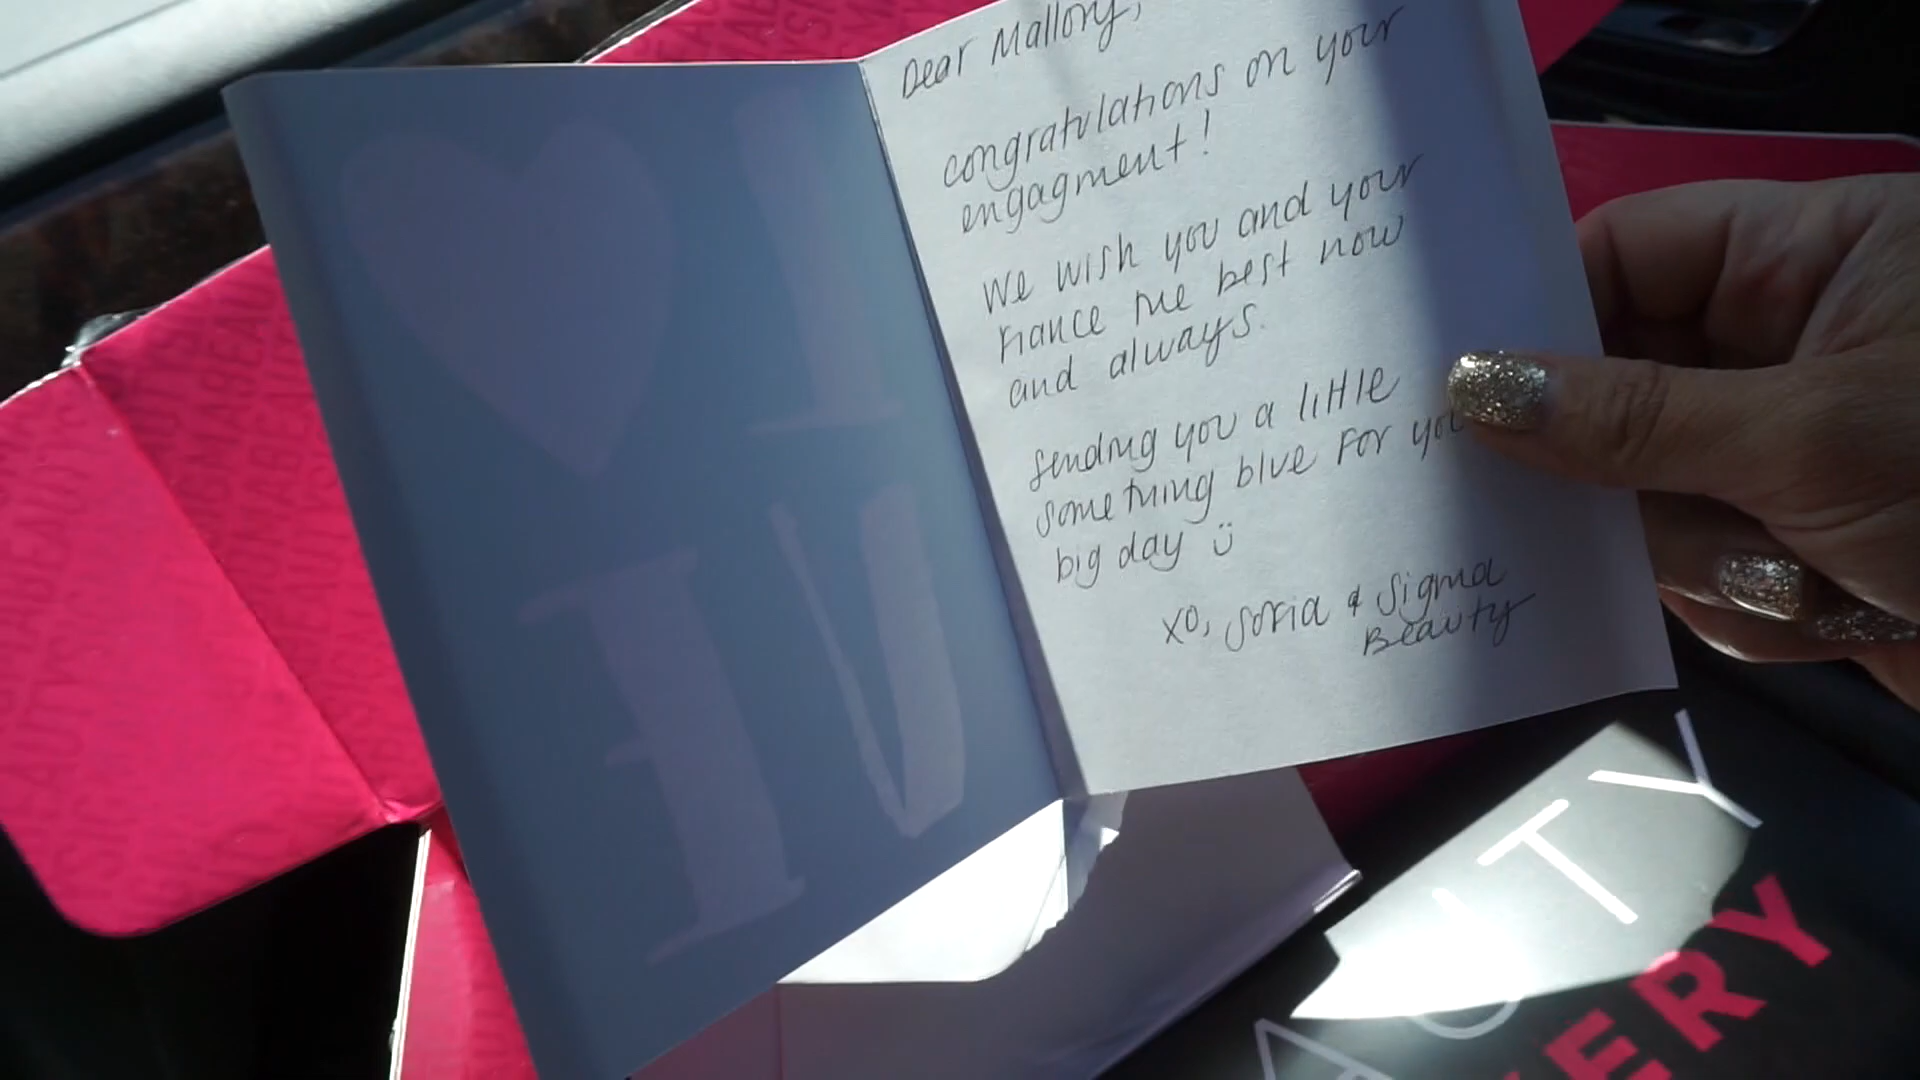 Dear Mallory,
congratulations on your
engagment!
We wish you and your
fiance the best now
and always.
Sending you a little
something blue for you
big day ü
XO, Sofia & Sigma
Beauty
AUTY
ERY